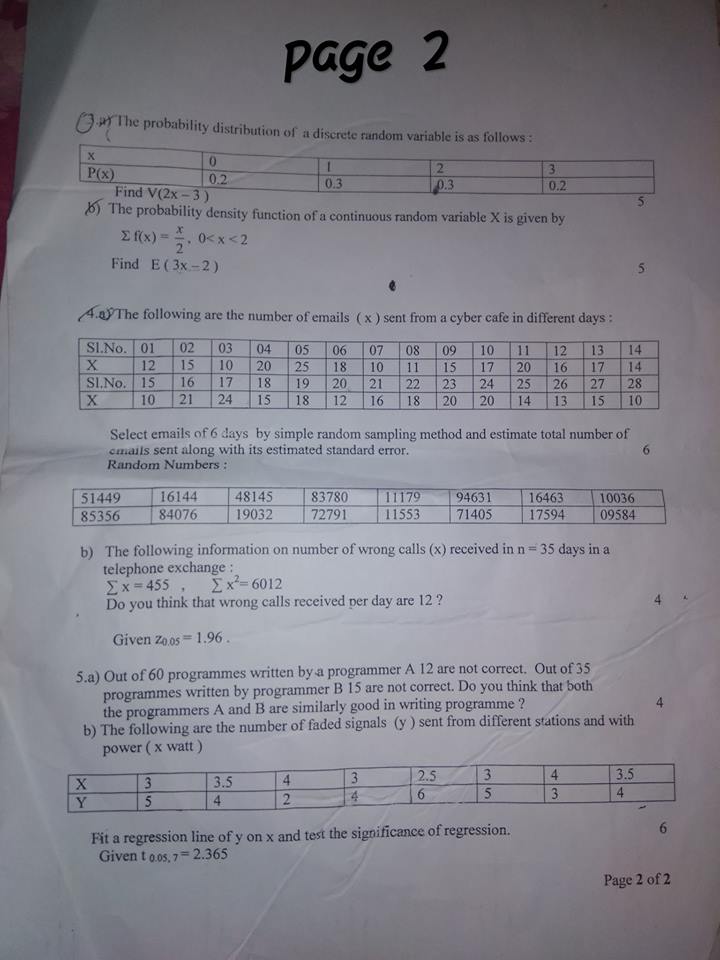 page 2
3.a) The probability distribution of a discrete random variable is as follows :
x 0 1 2 3
P(x) 0.2 0.3 0.3 0.2
Find V(2x – 3 )
5
b) The probability density function of a continuous random variable X is given by
Σ f(x) = x/2, 0< x < 2
Find E ( 3x – 2 )
5
4.a) The following are the number of emails ( x ) sent from a cyber cafe in different days :
Sl.No. 01 02 03 04 05 06 07 08 09 10 11 12 13 14
X 12 15 10 20 25 18 10 11 15 17 20 16 17 14
Sl.No. 15 16 17 18 19 20 21 22 23 24 25 26 27 28
X 10 21 24 15 18 12 16 18 20 20 14 13 15 10
Select emails of 6 days by simple random sampling method and estimate total number of
emails sent along with its estimated standard error.
6
Random Numbers :
51449 16144 48145 83780 11179 94631 16463 10036
85356 84076 19032 72791 11553 71405 17594 09584
b) The following information on number of wrong calls (x) received in n = 35 days in a
telephone exchange :
∑ x = 455 , ∑ x²= 6012
Do you think that wrong calls received per day are 12 ?
4
Given z0.05 = 1.96 .
5.a) Out of 60 programmes written by a programmer A 12 are not correct. Out of 35
programmes written by programmer B 15 are not correct. Do you think that both
the programmers A and B are similarly good in writing programme ?
4
b) The following are the number of faded signals (y ) sent from different stations and with
power ( x watt )
X 3 3.5 4 3 2.5 3 4 3.5
Y 5 4 2 4 6 5 3 4
Fit a regression line of y on x and test the significance of regression.
6
Given t 0.05, 7 = 2.365
Page 2 of 2